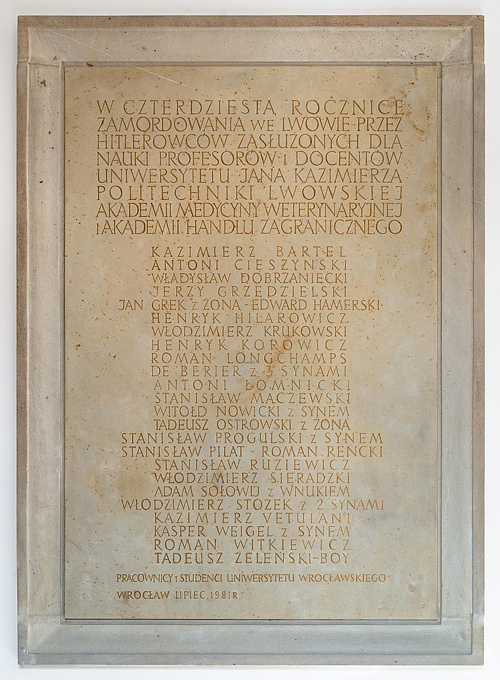 W CZTERDZIESTĄ ROCZNICĘ
ZAMORDOWANIA WE LWOWIE PRZEZ
HITLEROWCÓW ZASŁUŻONYCH DLA
NAUKI PROFESORÓW I DOCENTÓW
UNIWERSYTETU JANA KAZIMIERZA
POLITECHNIKI LWOWSKIEJ
AKADEMII MEDYCYNY WETERYNARYJNEJ
I AKADEMII HANDLU ZAGRANICZNEGO
KAZIMIERZ BARTEL
ANTONI CIESZYŃSKI
WŁADYSŁAW DOBRZANIECKI
JERZY GRZĘDZIELSKI
JAN GREK Z ŻONĄ - EDWARD HAMERSKI
HENRYK HILAROWICZ
WŁODZIMIERZ KRUKOWSKI
HENRYK KOROWICZ
ROMAN LONGCHAMPS
DE BERIER Z 3 SYNAMI
ANTONI ŁOMNICKI
STANISŁAW MĄCZEWSKI
WITOLD NOWICKI Z SYNEM
TADEUSZ OSTROWSKI Z ŻONĄ
STANISŁAW PROGULSKI Z SYNEM
STANISŁAW PILAT - ROMAN RENCKI
STANISŁAW RUZIEWICZ
WŁODZIMIERZ SIERADZKI
ADAM SOŁOWIJ Z WNUKIEM
WŁODZIMIERZ STOŻEK Z 2 SYNAMI
KAZIMIERZ VETULANI
KASPER WEIGEL Z SYNEM
ROMAN WITKIEWICZ
TADEUSZ ŻELEŃSKI-BOY
PRACOWNICY I STUDENCI UNIWERSYTETU WROCŁAWSKIEGO
WROCŁAW LIPIEC, 1981 R